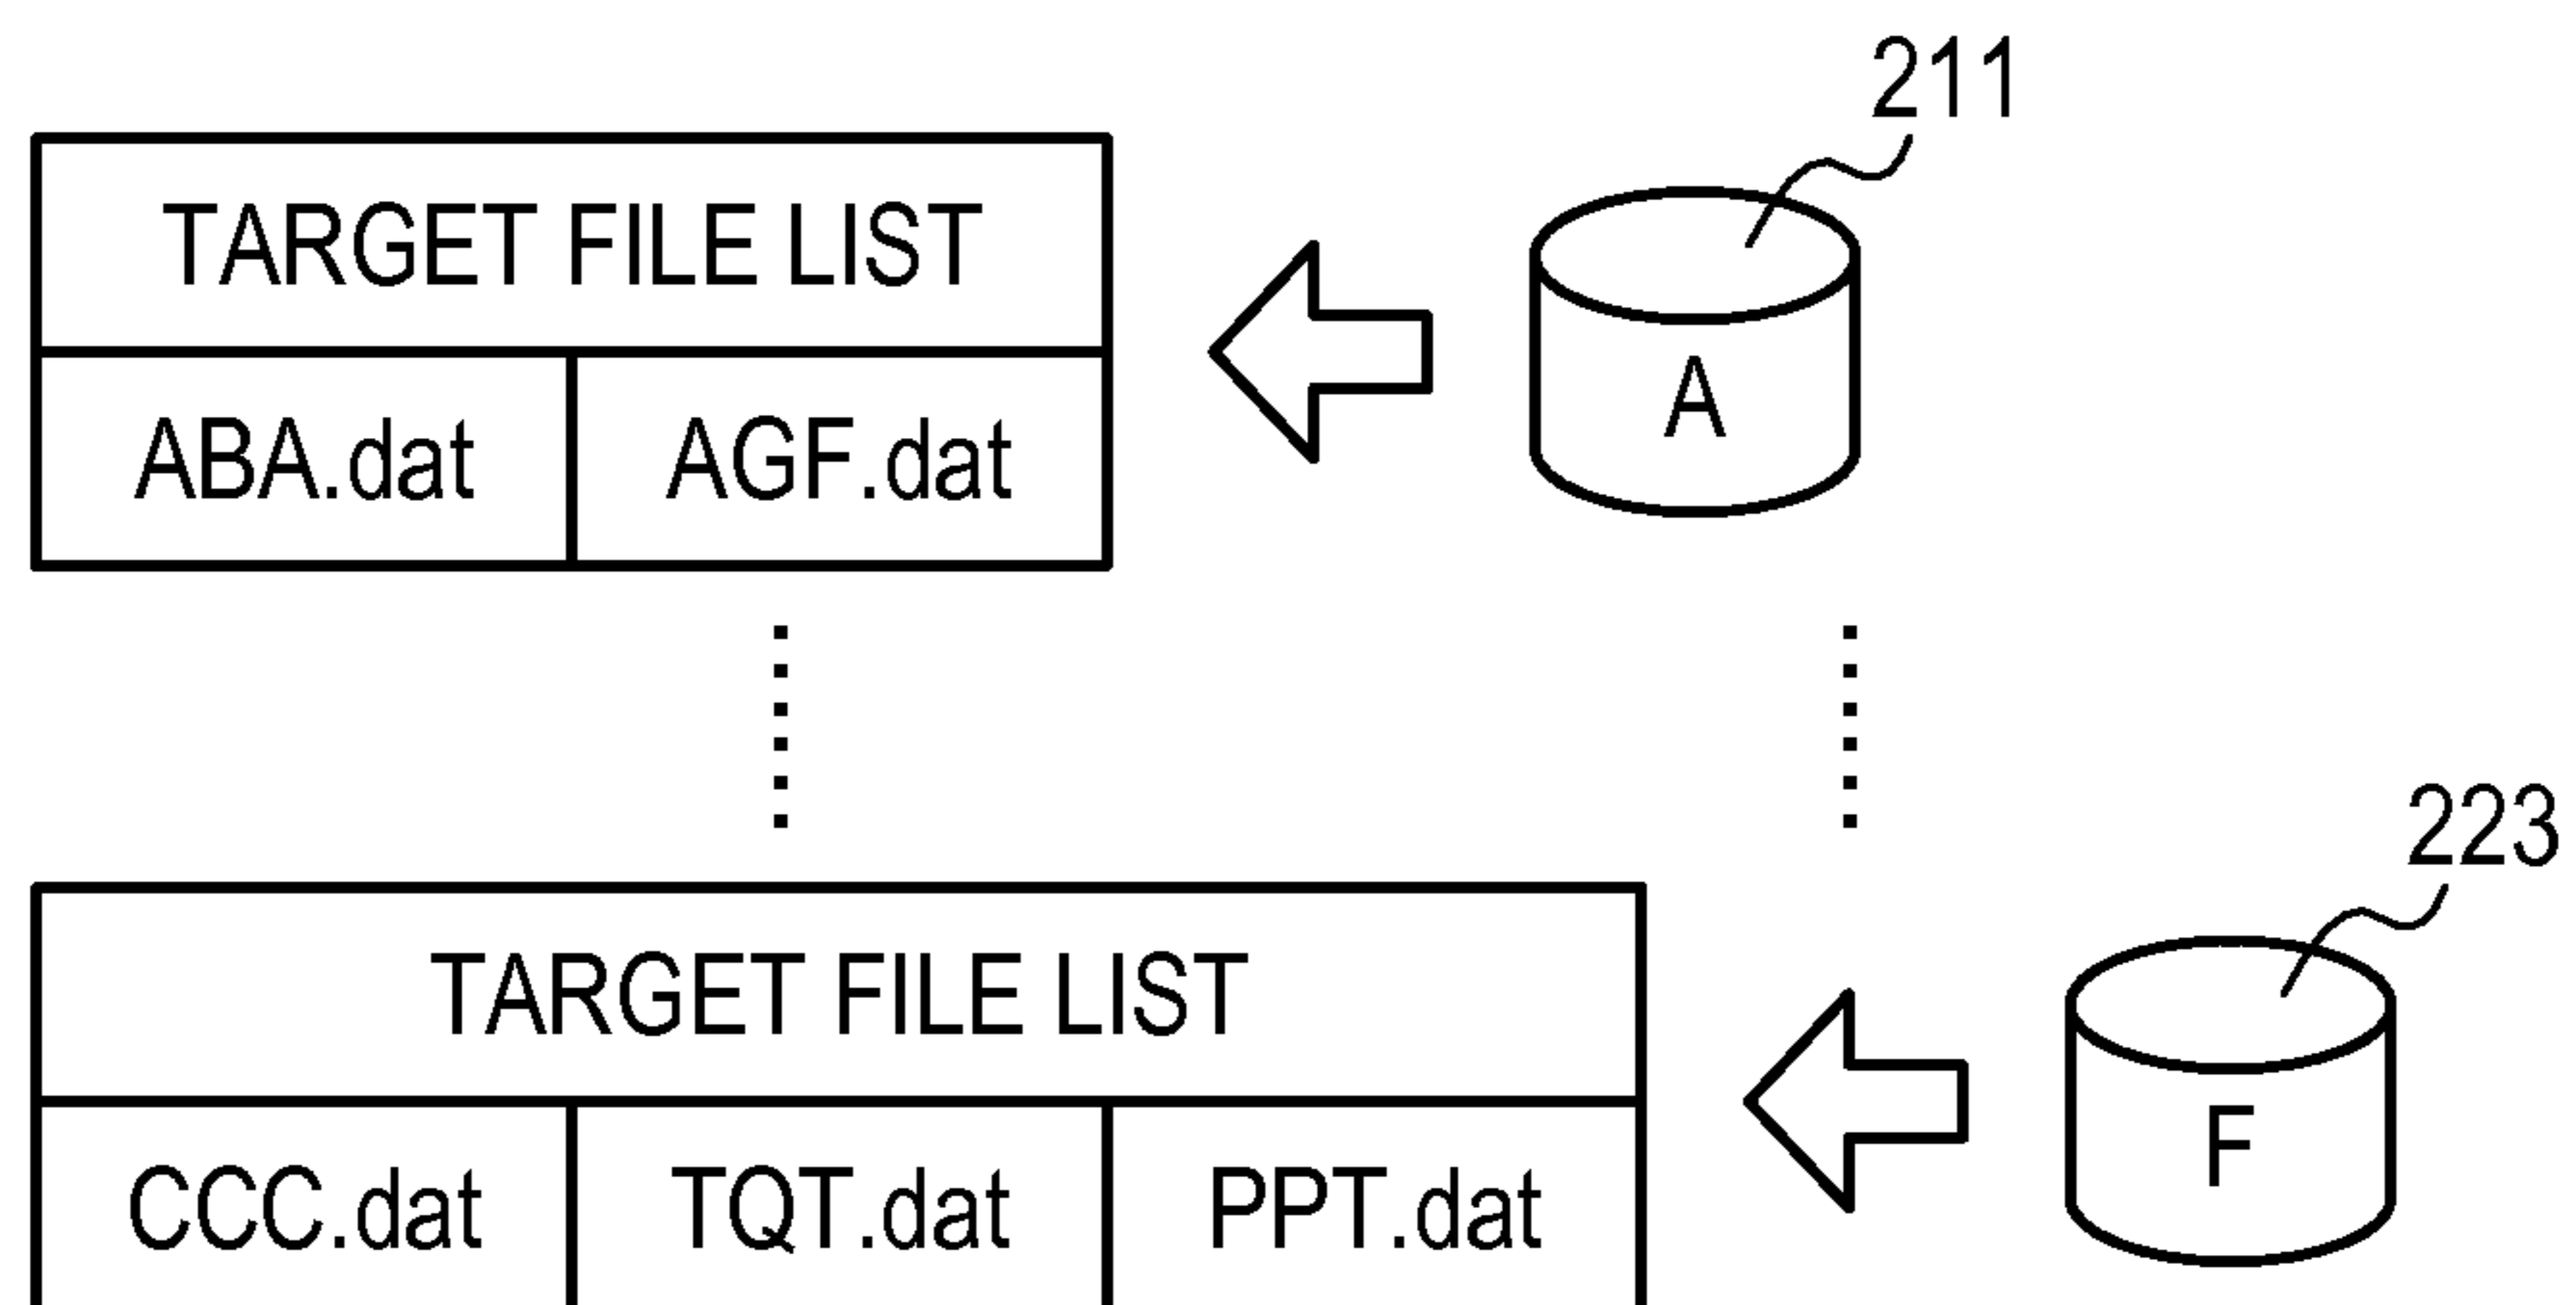 211
TARGET FILE LIST
ABA.dat AGF.dat
A
223
TARGET FILE LIST
CCC.dat TQT.dat PPT.dat
F